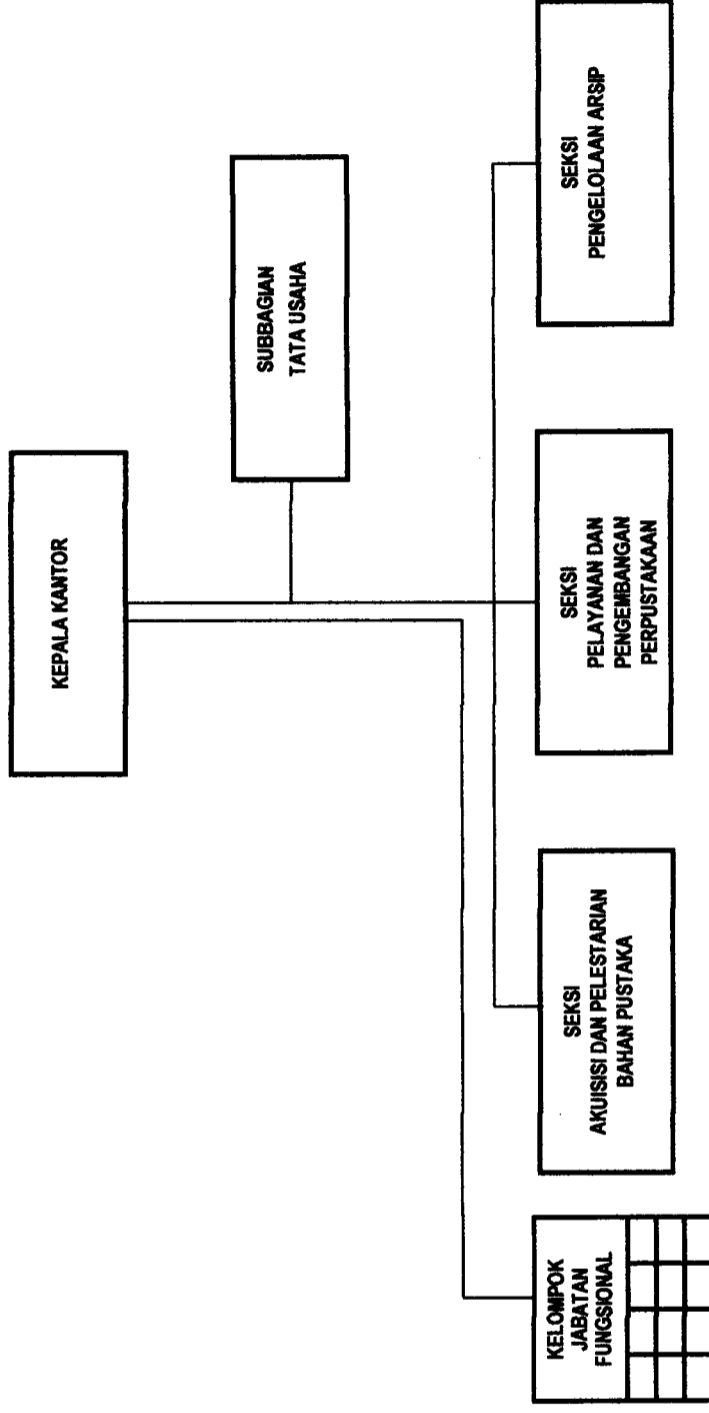 KEPALA KANTOR
SUBBAGIAN
TATA USAHA
KELOMPOK
JABATAN
FUNGSIONAL
SEKSI
AKUISISI DAN PELESTARIAN
BAHAN PUSTAKA
SEKSI
PELAYANAN DAN
PENGEMBANGAN
PERPUSTAKAAN
SEKSI
PENGELOLAAN ARSIP